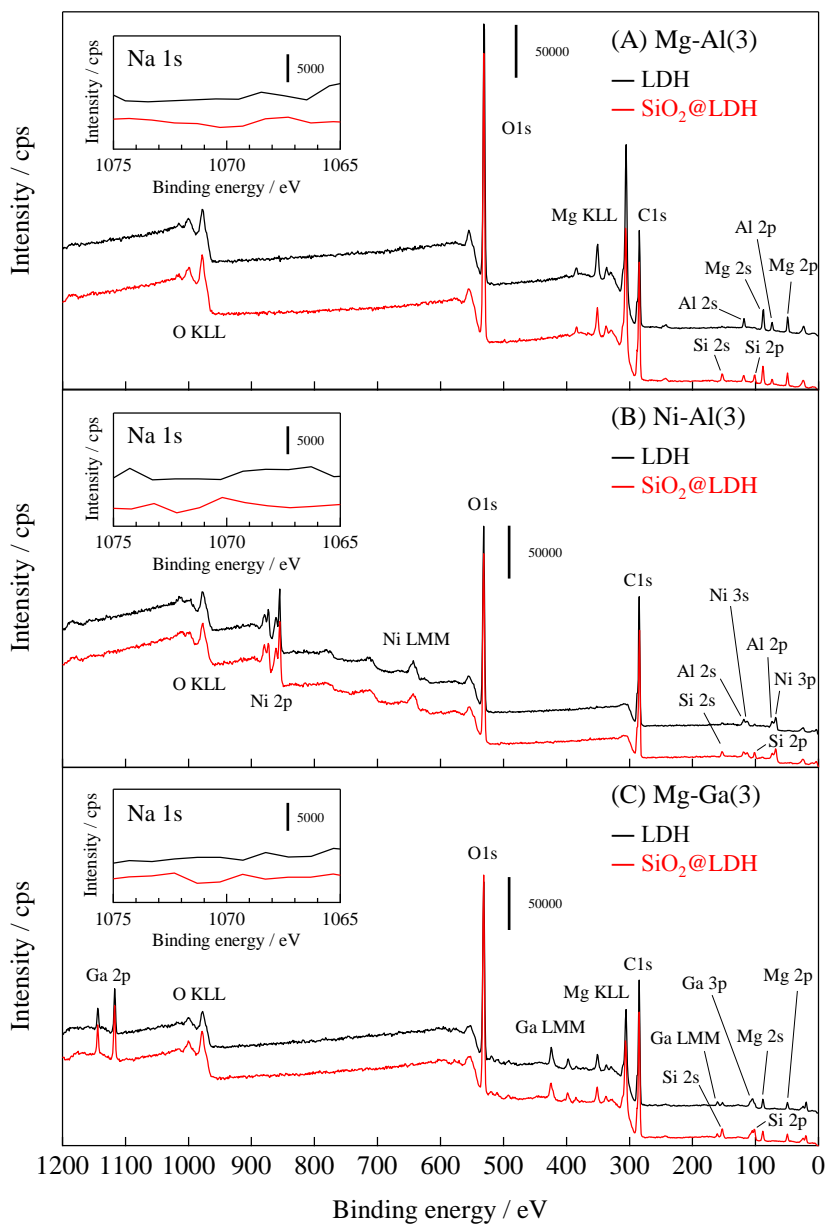 Na 1s
5000
Intensity / cps
1075
1070
1065
Binding energy / eV
50000
(A) Mg-Al(3)
LDH
SiO2@LDH
O1s
Mg KLL
C1s
Al 2p
Mg 2s
Mg 2p
Al 2s
Si 2s
Si 2p
O KLL
Intensity / cps
Na 1s
5000
Intensity / cps
1075
1070
1065
Binding energy / eV
(B) Ni-Al(3)
LDH
SiO2@LDH
O1s
50000
C1s
Ni 3s
Ni LMM
Al 2p
Al 2s
Ni 3p
Si 2s
O KLL
Ni 2p
Si 2p
Intensity / cps
Na 1s
5000
Intensity / cps
1075
1070
1065
Binding energy / eV
(C) Mg-Ga(3)
LDH
SiO2@LDH
O1s
50000
Ga 2p
O KLL
C1s
Mg KLL
Ga 3p
Mg 2p
Ga LMM
Ga LMM
Mg 2s
Si 2s
Si 2p
Intensity / cps
1200 1100 1000 900 800 700 600 500 400 300 200 100 0
Binding energy / eV